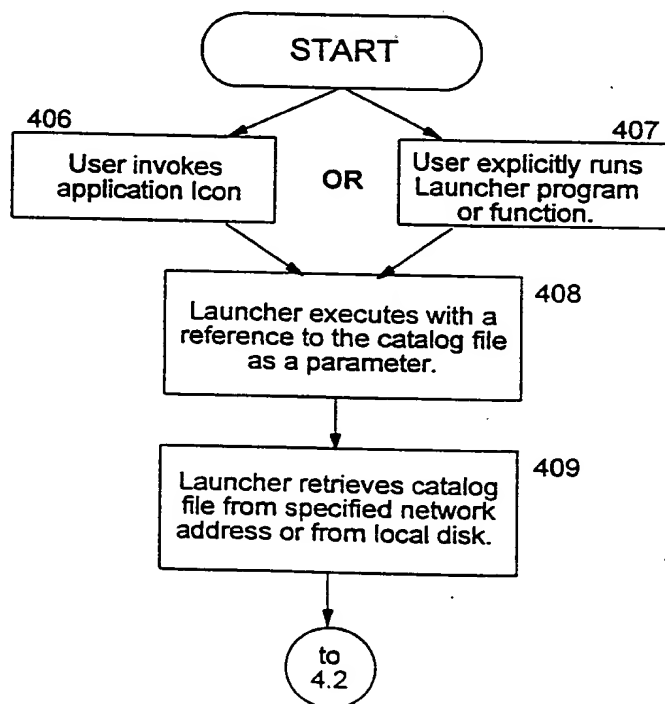 START
406
User invokes
application Icon
OR
407
User explicitly runs
Launcher program
or function.
408
Launcher executes with a
reference to the catalog file
as a parameter.
409
Launcher retrieves catalog
file from specified network
address or from local disk.
to
4.2